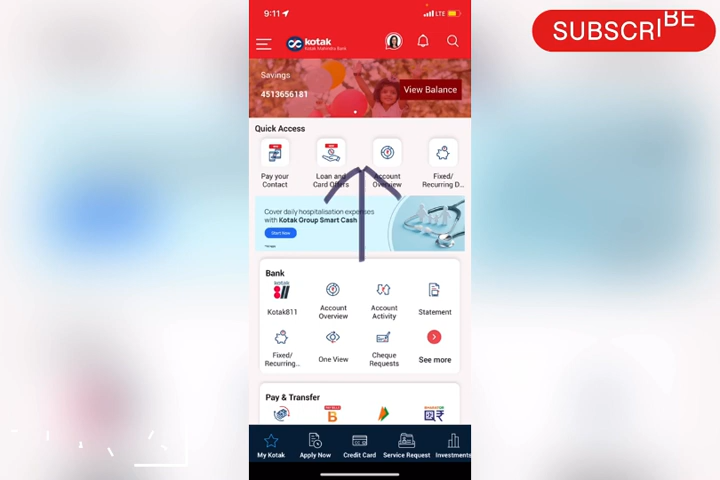 9:11
LTE
SUBSCRIBE
kotak
Kotak Mahindra Bank
Savings
4513656181
View Balance
Quick Access
Pay your
Contact
Loan and
Card Offers
Account
Overview
Fixed/
Recurring D...
Cover daily hospitalisation expenses
with Kotak Group Smart Cash
Start Now
Bank
kotak
811
Kotak811
Account
Overview
Account
Activity
Statement
Fixed/
Recurring...
One View
Cheque
Requests
See more
Pay & Transfer
My Kotak
Apply Now
Credit Card
Service Request
Investments